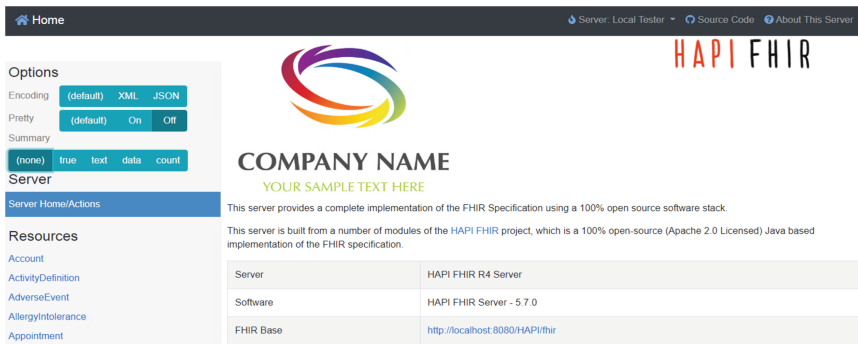 Home
Server: Local Tester
Source Code
About This Server
HAPI FHIR
Options
Encoding
(default) XML JSON
Pretty
(default) On Off
Summary
(none) true text data count
Server
Server Home/Actions
Resources
Account
ActivityDefinition
AdverseEvent
AllergyIntolerance
Appointment
COMPANY NAME
YOUR SAMPLE TEXT HERE
This server provides a complete implementation of the FHIR Specification using a 100% open source software stack.
This server is built from a number of modules of the HAPI FHIR project, which is a 100% open-source (Apache 2.0 Licensed) Java based
implementation of the FHIR specification.
Server HAPI FHIR R4 Server
Software HAPI FHIR Server - 5.7.0
FHIR Base http://localhost:8080/HAPI/fhir